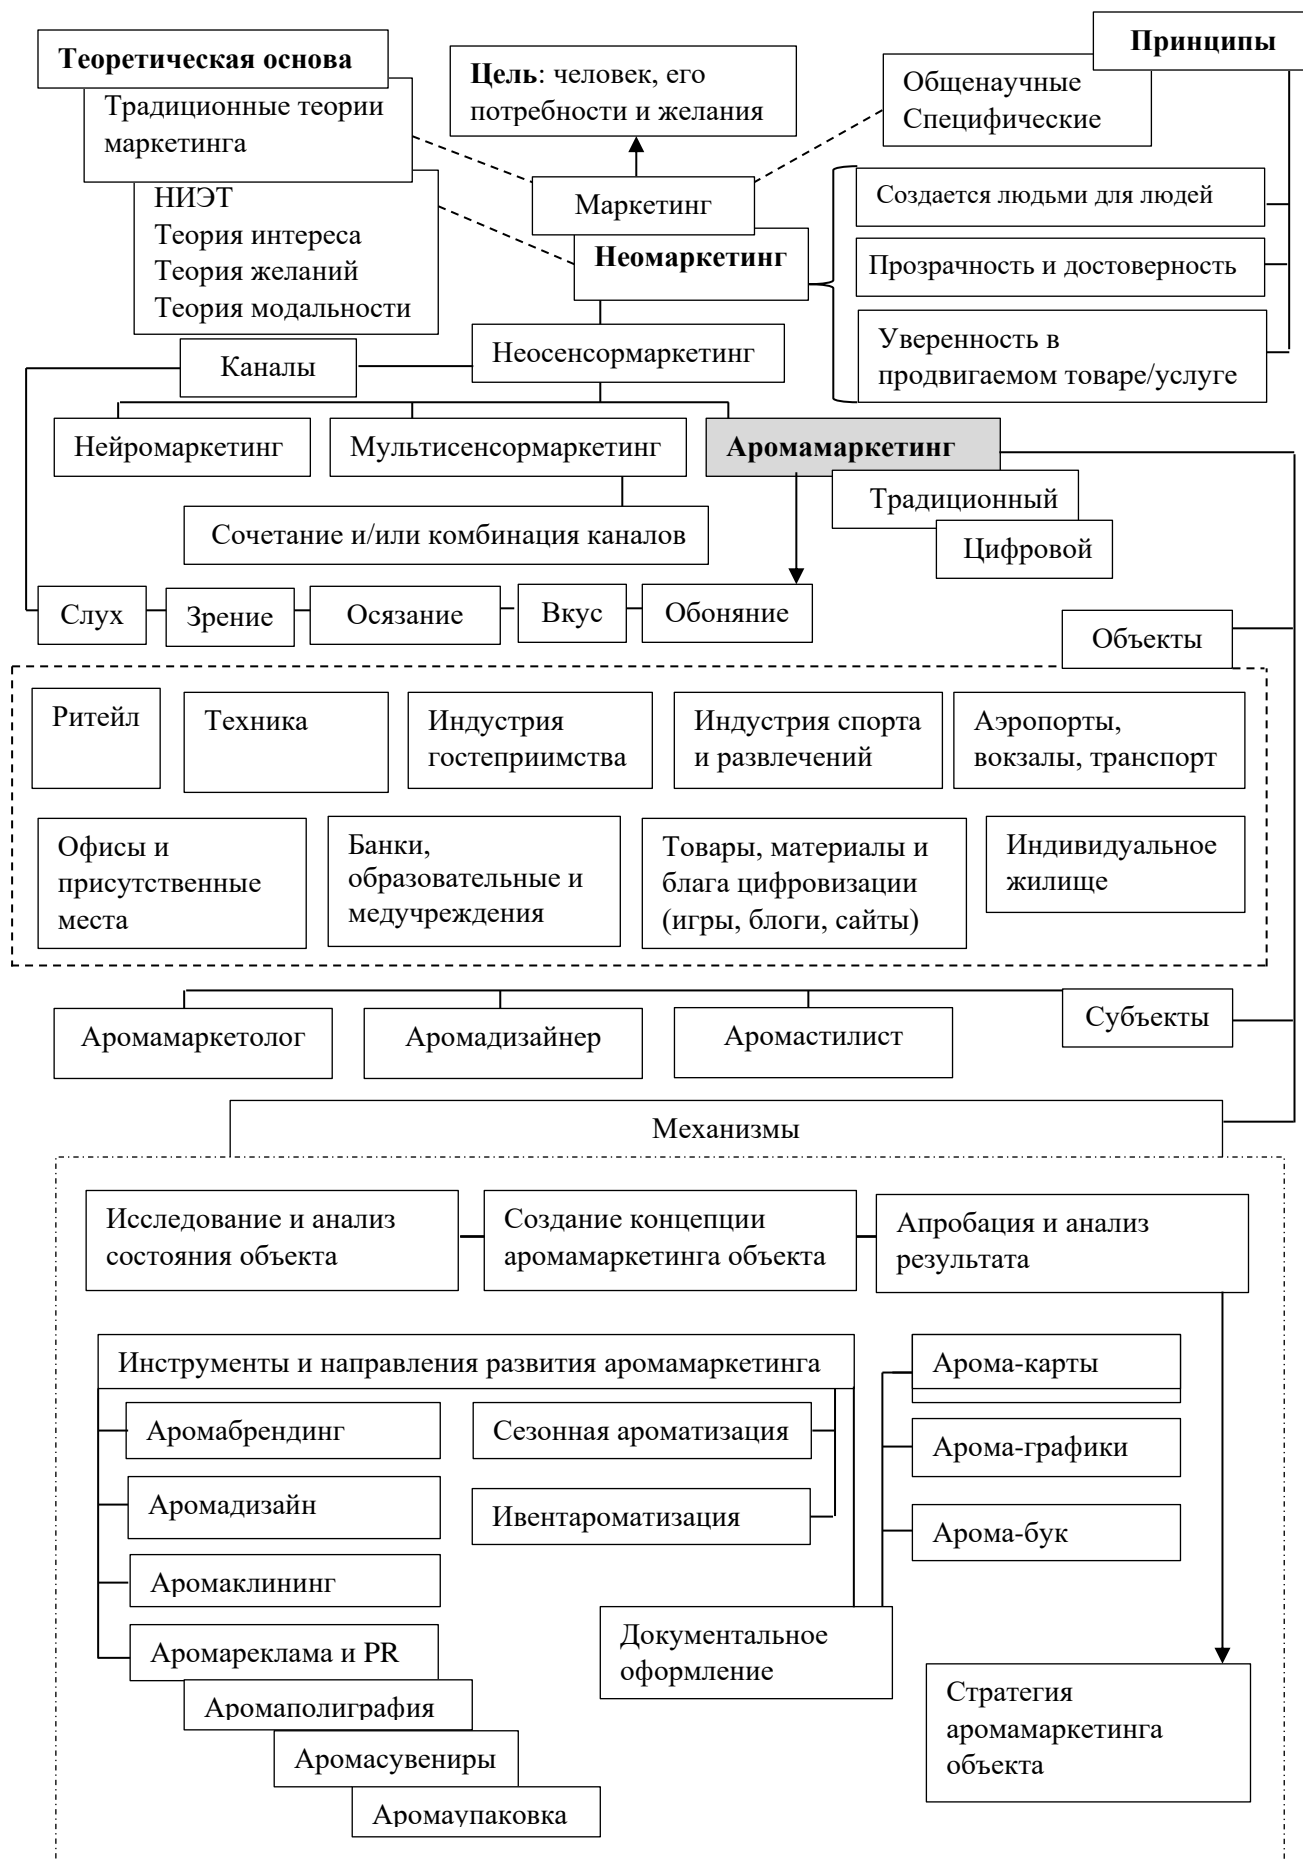 Теоретическая основа
Традиционные теории
маркетинга
НИЭТ
Теория интереса
Теория желаний
Теория модальности
Цель: человек, его
потребности и желания
Принципы
Общенаучные
Специфические
Маркетинг
Неомаркетинг
Создается людьми для людей
Прозрачность и достоверность
Уверенность в
продвигаемом товаре/услуге
Неосенсормаркетинг
Каналы
Нейромаркетинг
Мультисенсормаркетинг
Аромамаркетинг
Традиционный
Цифровой
Сочетание и/или комбинация каналов
Слух
Зрение
Осязание
Вкус
Обоняние
Объекты
Ритейл
Техника
Индустрия
гостеприимства
Индустрия спорта
и развлечений
Аэропорты,
вокзалы, транспорт
Офисы и
присутственные
места
Банки,
образовательные и
медучреждения
Товары, материалы и
блага цифровизации
(игры, блоги, сайты)
Индивидуальное
жилище
Субъекты
Аромамаркетолог
Аромадизайнер
Аромастилист
Механизмы
Исследование и анализ
состояния объекта
Создание концепции
аромамаркетинга объекта
Апробация и анализ
результата
Инструменты и направления развития аромамаркетинга
Аромабрендинг
Аромадизайн
Аромаклининг
Аромареклама и PR
Аромаполиграфия
Аромасувениры
Аромаупаковка
Сезонная ароматизация
Ивентароматизация
Документальное
оформление
Арома-карты
Арома-графики
Арома-бук
Стратегия
аромамаркетинга
объекта